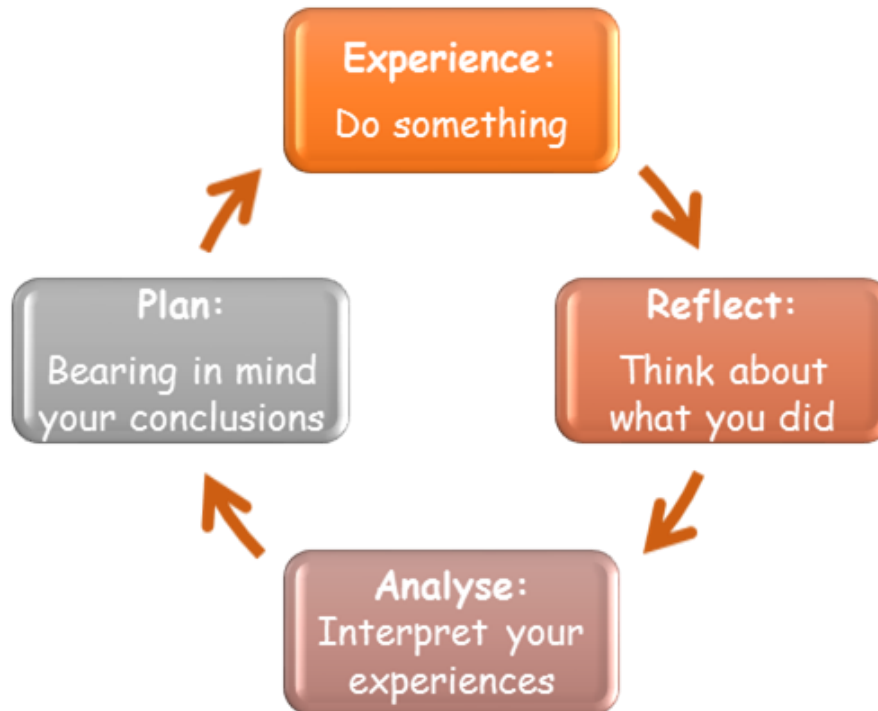 Experience:
Do something
Reflect:
Think about
what you did
Analyse:
Interpret your
experiences
Plan:
Bearing in mind
your conclusions